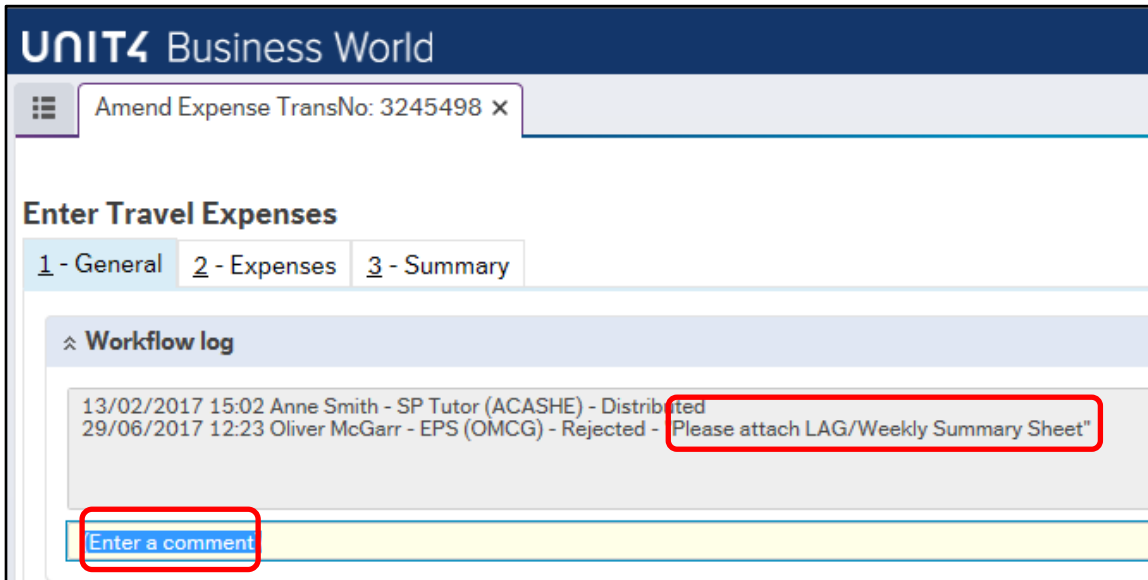 UNIT4 Business World
Amend Expense TransNo: 3245498 ×
Enter Travel Expenses
1 - General 2 - Expenses 3 - Summary
Workflow log
13/02/2017 15:02 Anne Smith - SP Tutor (ACASHE) - Distributed
29/06/2017 12:23 Oliver McGarr - EPS (OMCG) - Rejected - "Please attach LAG/Weekly Summary Sheet"
(Enter a comment)